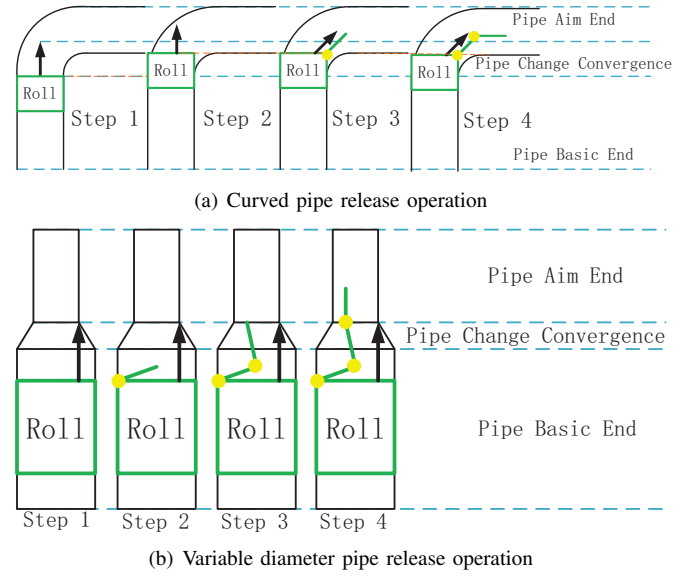 Pipe Aim End
Roll
Roll
Roll
Roll
Pipe Change Convergence
Step 1
Step 2
Step 3
Step 4
Pipe Basic End
(a) Curved pipe release operation
Pipe Aim End
Pipe Change Convergence
Roll
Roll
Roll
Roll
Pipe Basic End
Step 1
Step 2
Step 3
Step 4
(b) Variable diameter pipe release operation